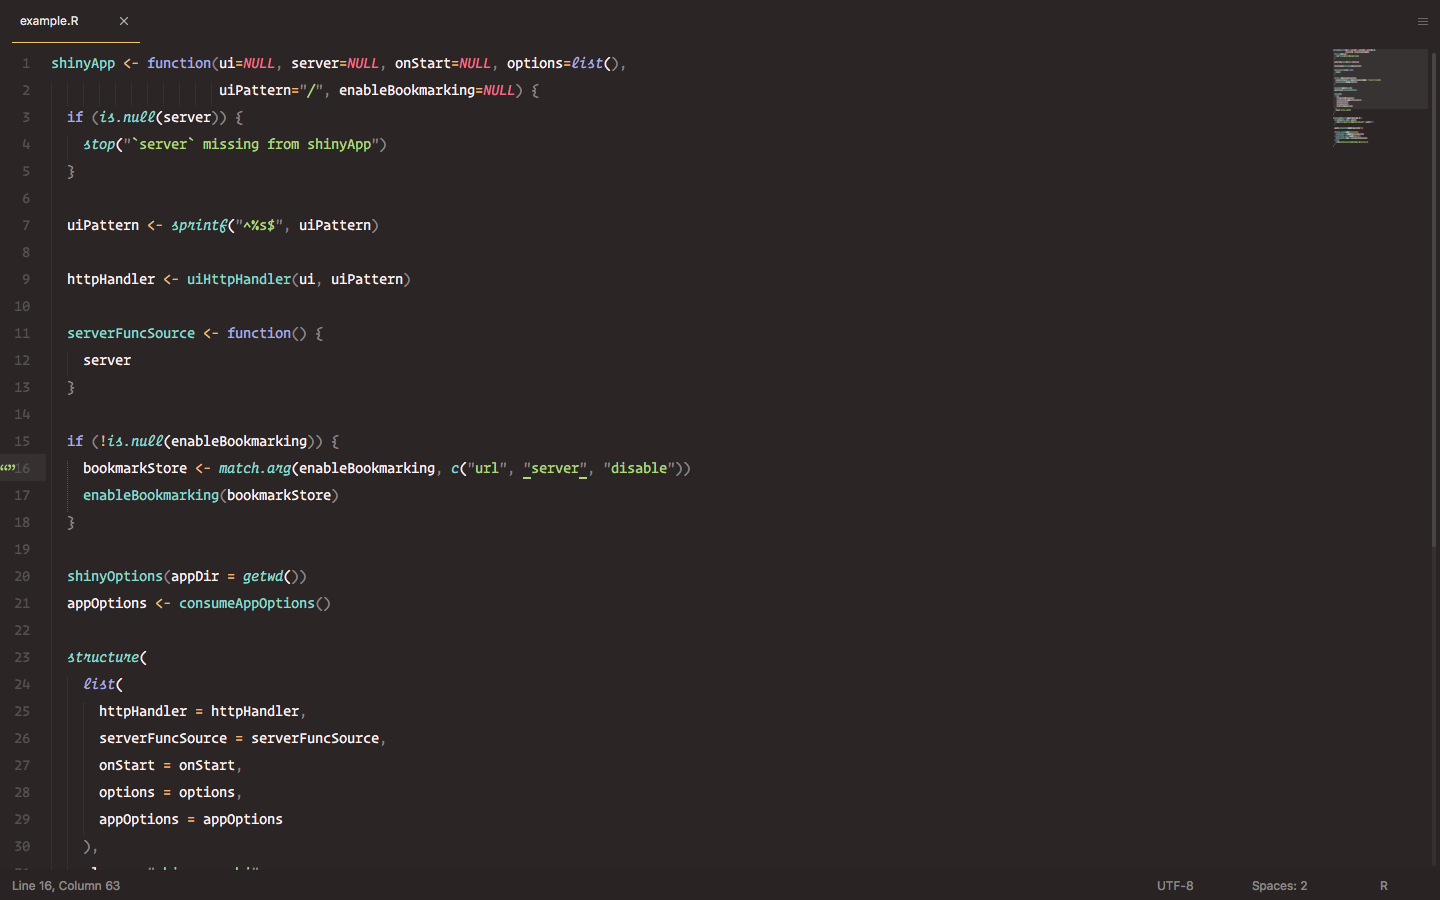 example.R ×
1 shinyApp <- function(ui=NULL, server=NULL, onStart=NULL, options=list(),
2 uiPattern="/", enableBookmarking=NULL) {
3 if (is.null(server)) {
4 stop("`server` missing from shinyApp")
5 }
6
7 uiPattern <- sprintf("^%s$", uiPattern)
8
9 httpHandler <- uiHttpHandler(ui, uiPattern)
10
11 serverFuncSource <- function() {
12 server
13 }
14
15 if (!is.null(enableBookmarking)) {
16 bookmarkStore <- match.arg(enableBookmarking, c("url", "server", "disable"))
17 enableBookmarking(bookmarkStore)
18 }
19
20 shinyOptions(appDir = getwd())
21 appOptions <- consumeAppOptions()
22
23 structure(
24 list(
25 httpHandler = httpHandler,
26 serverFuncSource = serverFuncSource,
27 onStart = onStart,
28 options = options,
29 appOptions = appOptions
30 ),
Line 16, Column 63 UTF-8 Spaces: 2 R